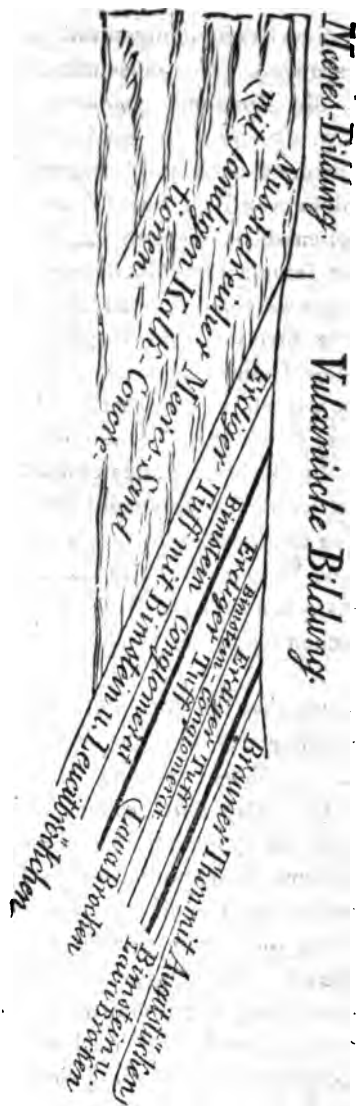 Meeres-Bildung.
Vulcanische Bildung.
Muschelreicher Meeres-Sand
(mit sandigen Kalk-Concre-
tionen.
Erdiger Tuff mit Bimstein u. Leucitbröckchen
Bimstein Conglomerat
(Lava Brocken
Erdiger Tuff
Bimstein-Conglomerat.
Erdiger Tuff
Bimstein u.
Lava Brocken
Brauner Thon mit Augitstücken)